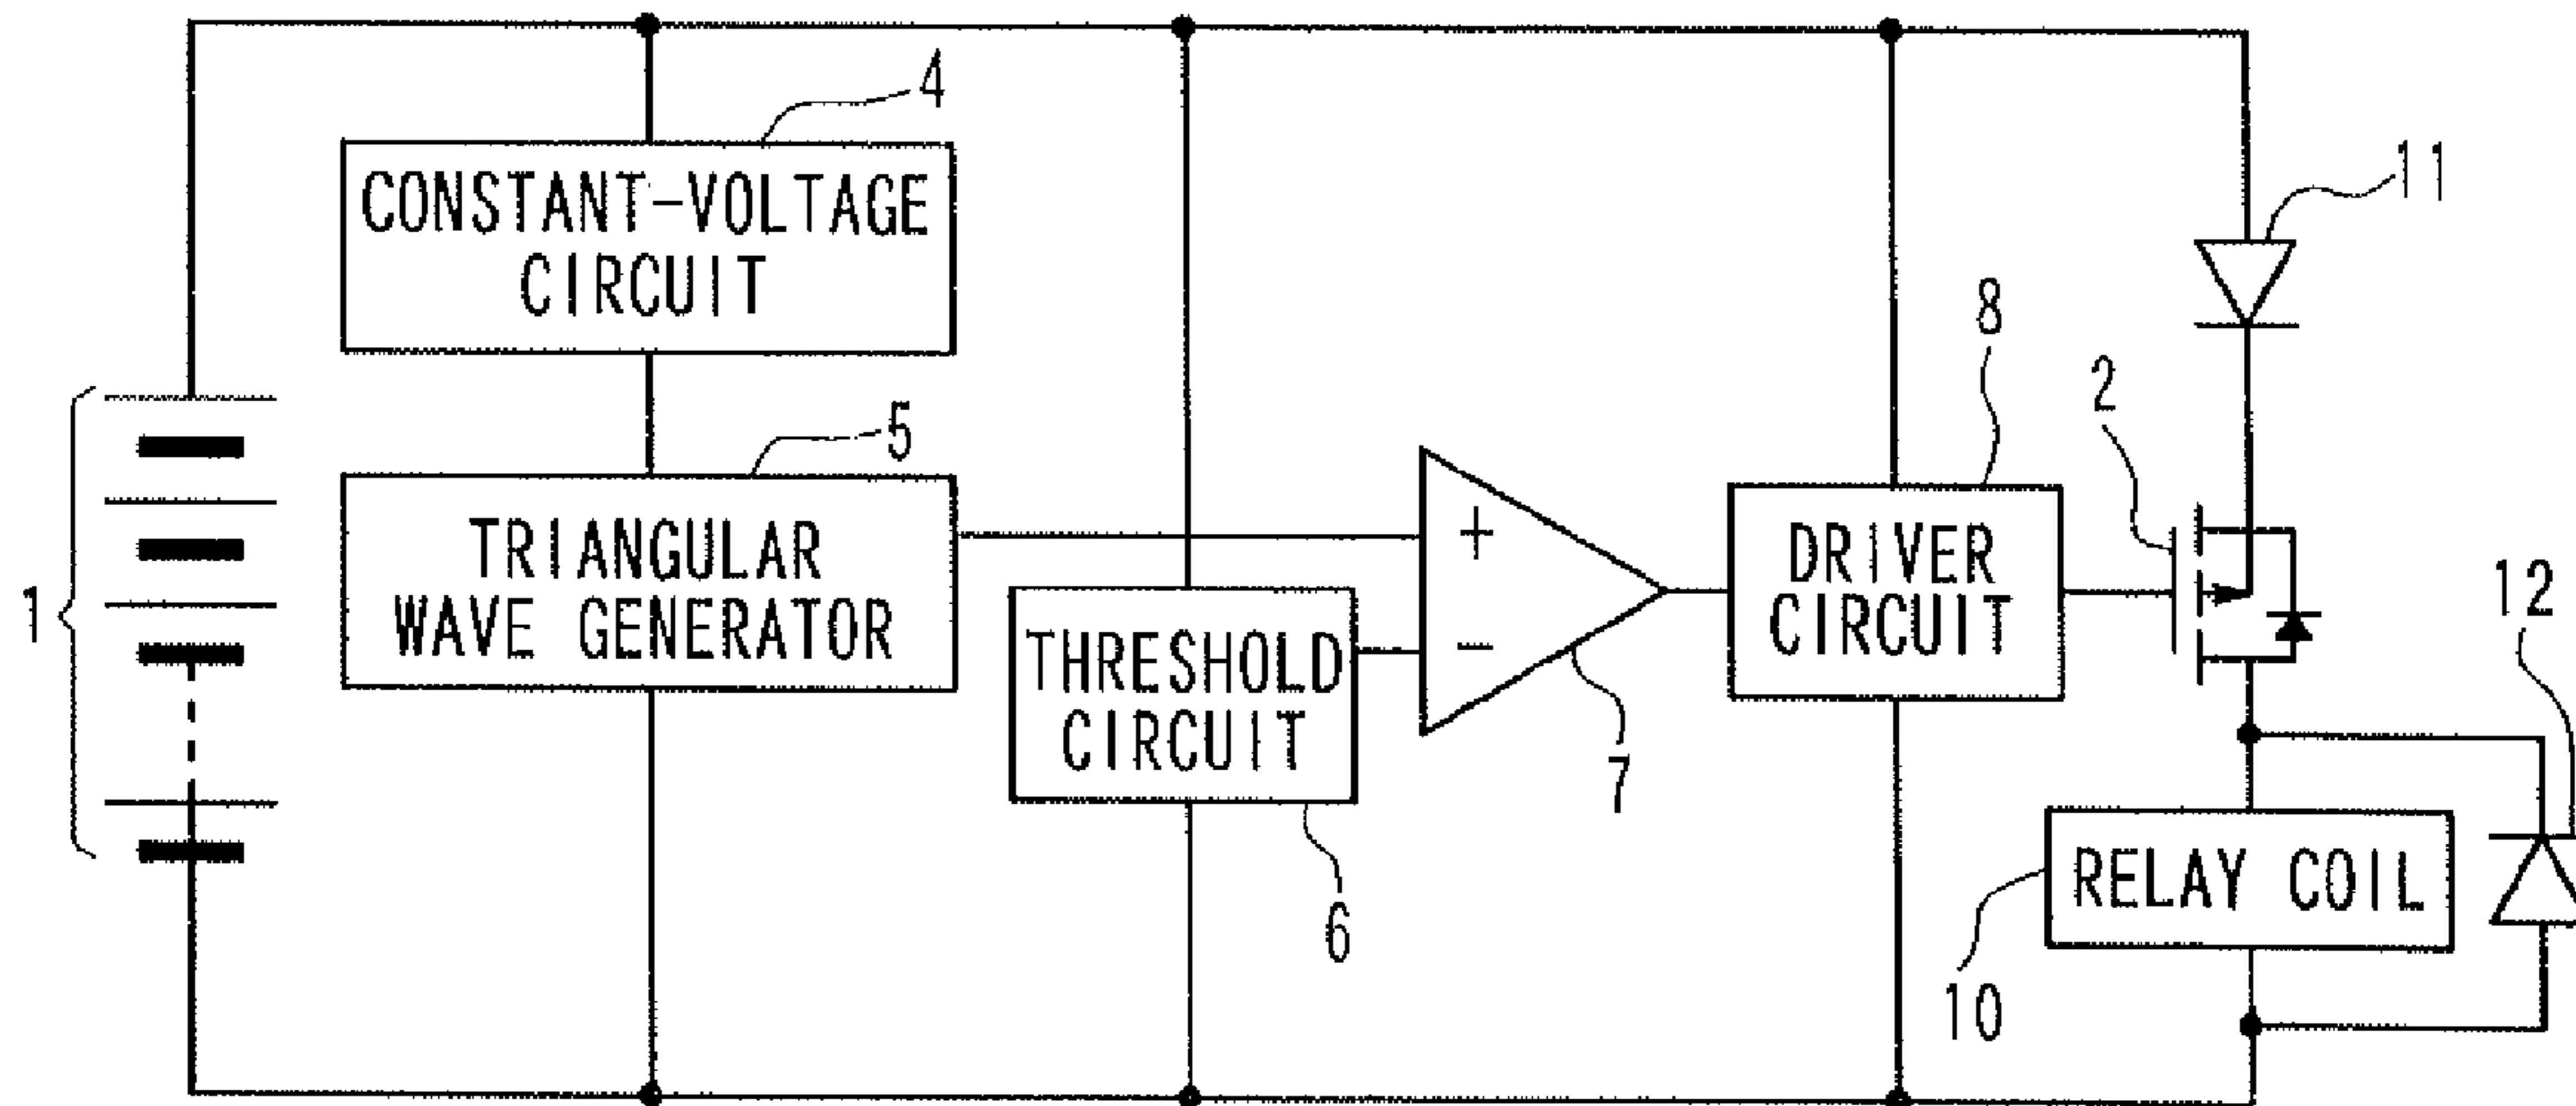 4
CONSTANT-VOLTAGE
CIRCUIT
11
8
2
5
1
TRIANGULAR
WAVE GENERATOR
+
−
THRESHOLD
CIRCUIT
6
7
DRIVER
CIRCUIT
12
RELAY COIL
10